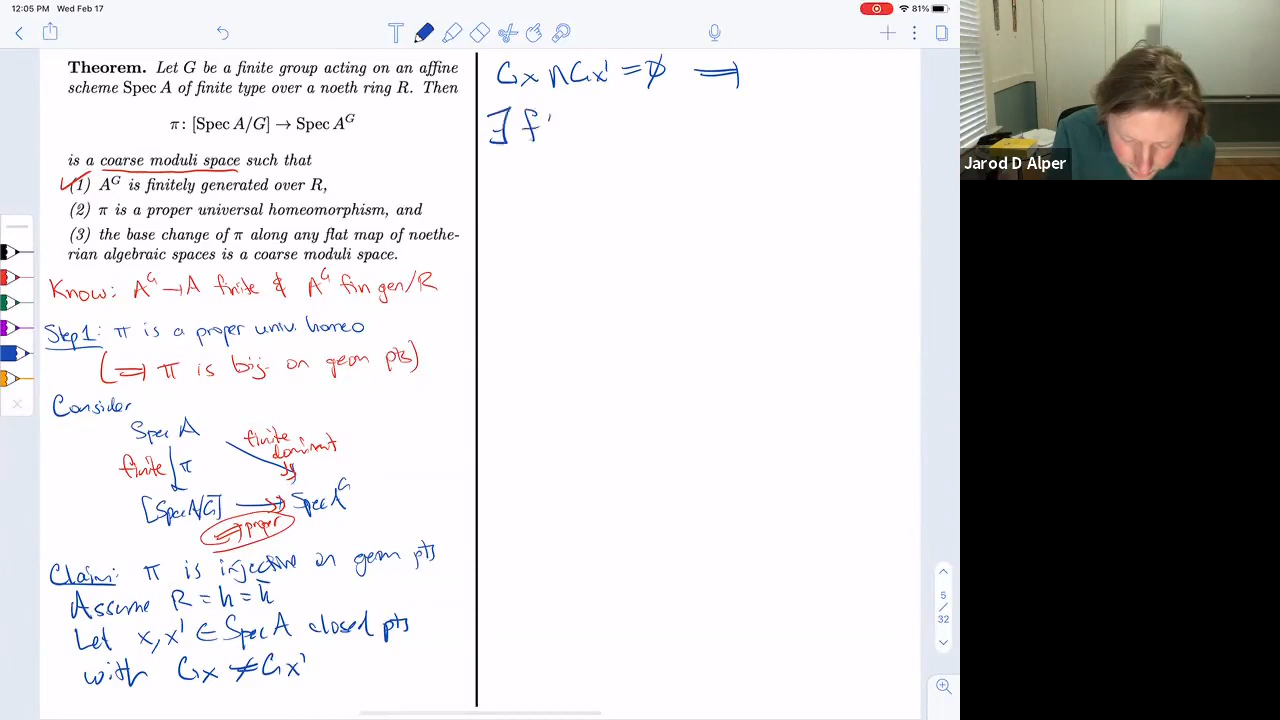 12:05 PM Wed Feb 17
81%
Theorem. Let G be a finite group acting on an affine
scheme Spec A of finite type over a noeth ring R. Then
π: [Spec A/G] → Spec A^G
is a coarse moduli space such that
(1) A^G is finitely generated over R,
(2) π is a proper universal homeomorphism, and
(3) the base change of π along any flat map of noethe-
rian algebraic spaces is a coarse moduli space.
Know: A^G → A finite & A^G fin gen/R
Step 1: π is a proper univ. homeo
(⟹ π is bij. on geom pts)
Consider
Spec A
finite π
finite dominant
[Spec A/G] ↠ Spec A^G
⟹ proper
Claim: π is injective on geom pts
Assume R = k = k̄
Let x, x' ∈ Spec A closed pts
with Gx ≠ Gx'
Gx ∩ Gx' = ∅ ⟹
∃ f
5
/
32
Jarod D Alper